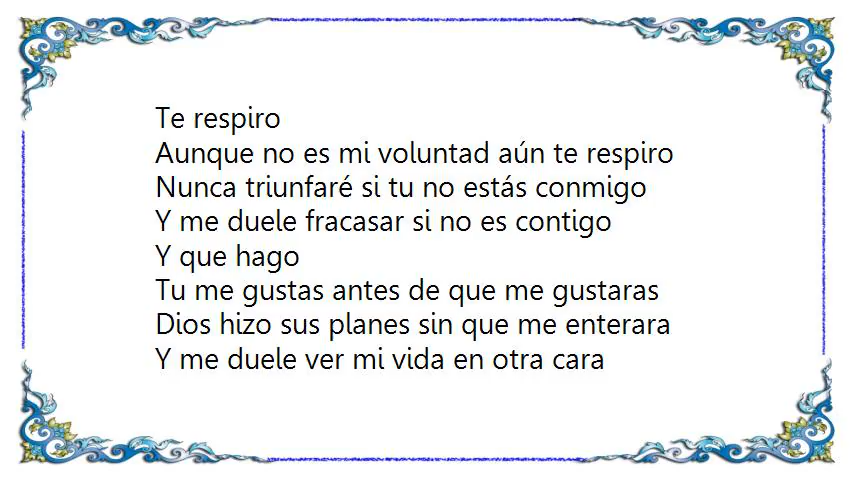 Te respiro
Aunque no es mi voluntad aún te respiro
Nunca triunfaré si tu no estás conmigo
Y me duele fracasar si no es contigo
Y que hago
Tu me gustas antes de que me gustaras
Dios hizo sus planes sin que me enterara
Y me duele ver mi vida en otra cara